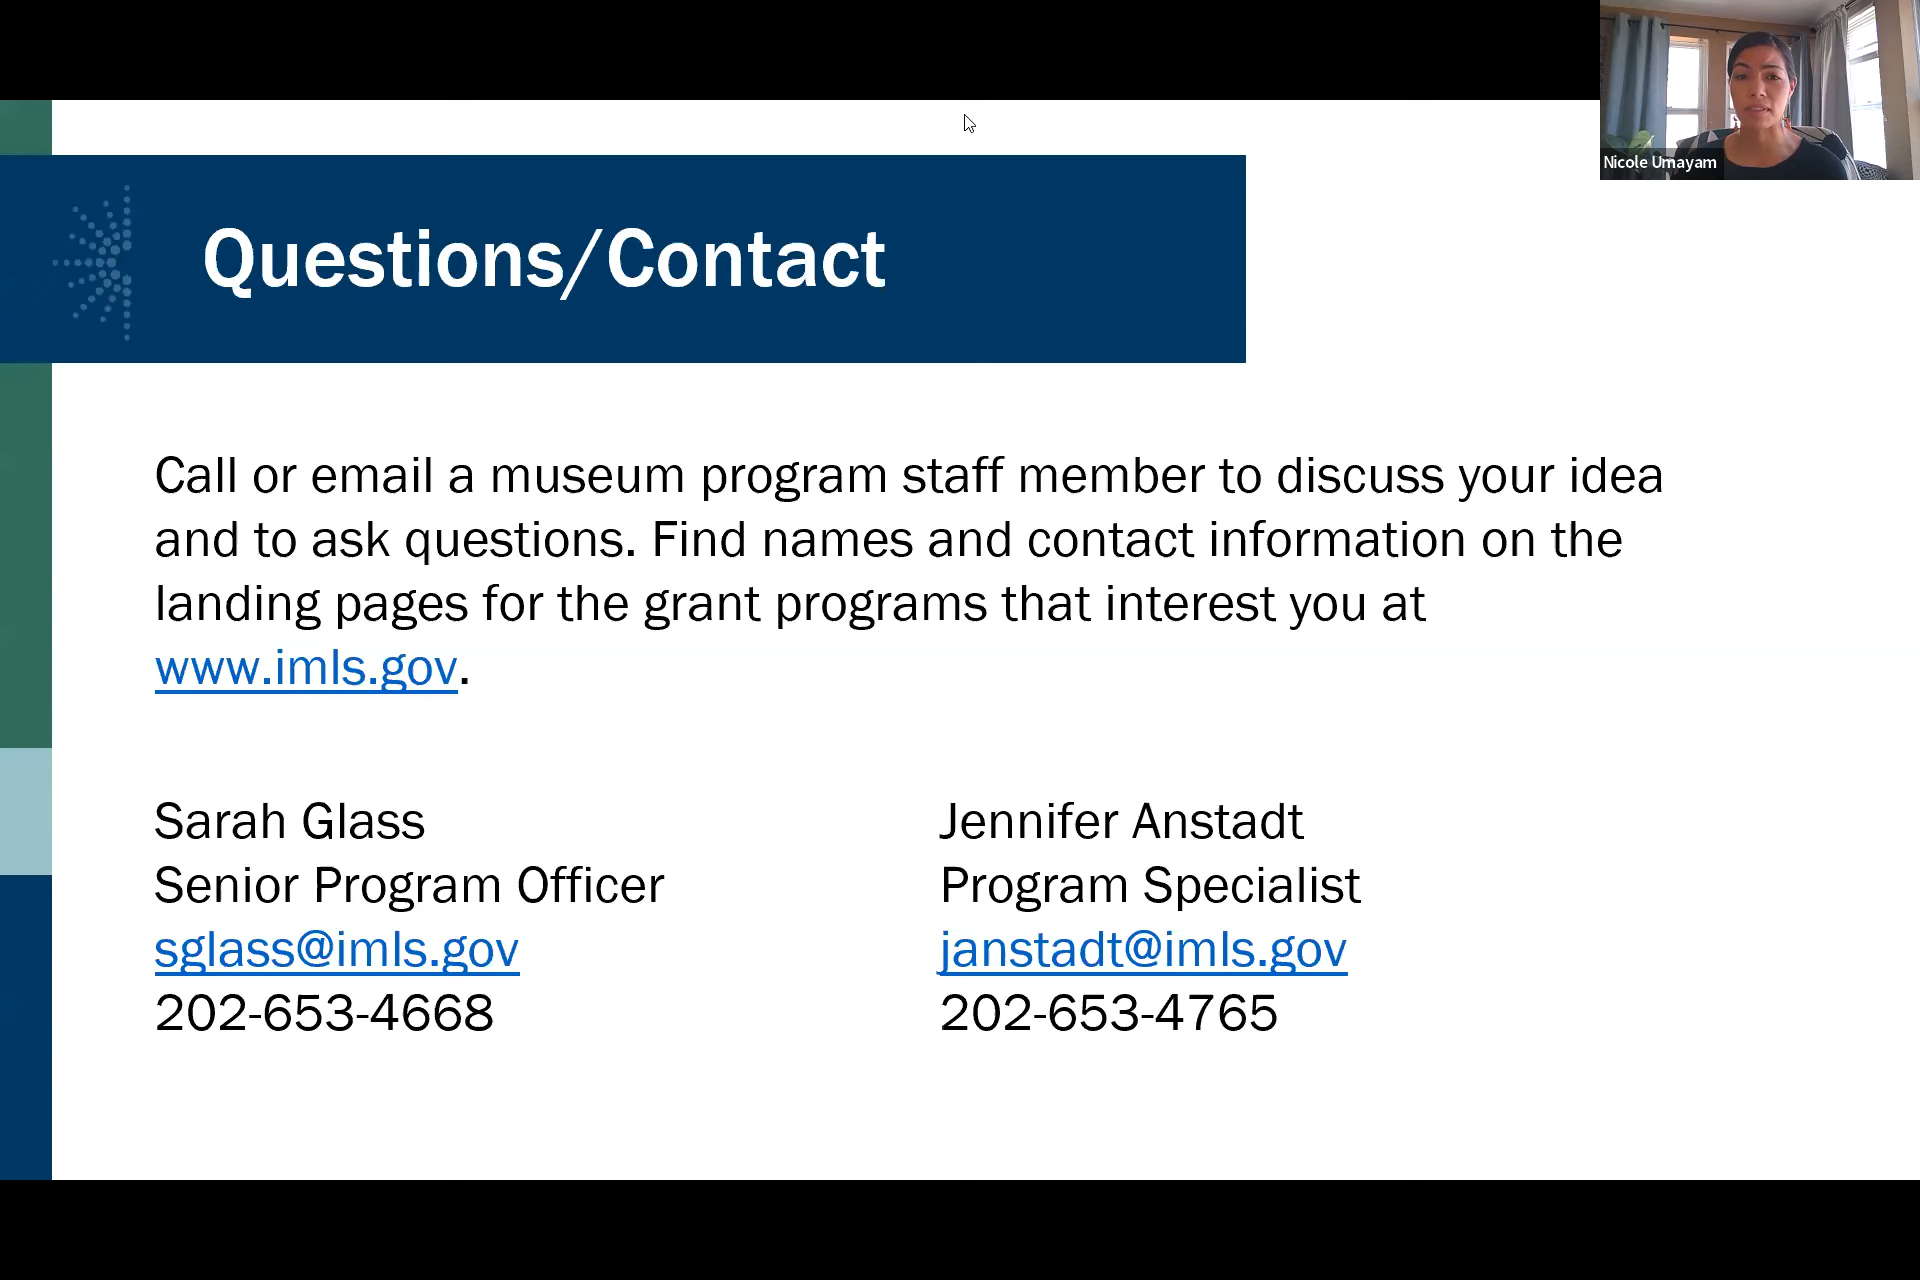 Nicole Umayam
Questions/Contact
Call or email a museum program staff member to discuss your idea
and to ask questions. Find names and contact information on the
landing pages for the grant programs that interest you at
www.imls.gov.
Sarah Glass
Senior Program Officer
sglass@imls.gov
202-653-4668
Jennifer Anstadt
Program Specialist
janstadt@imls.gov
202-653-4765